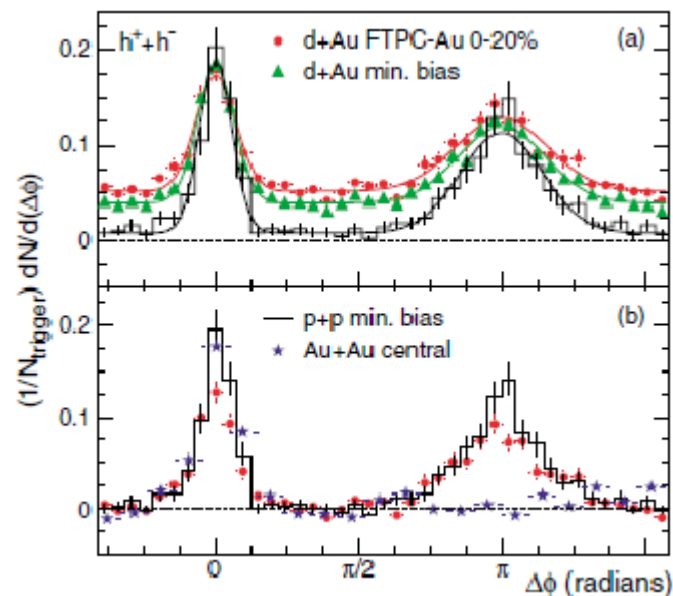 h⁺+h⁻
d+Au FTPC-Au 0-20%
d+Au min. bias
(a)
0.2
0.1
0
(1/N_trigger) dN/d(Δϕ)
p+p min. bias
Au+Au central
(b)
0.2
0.1
0
0 π/2 π Δϕ (radians)